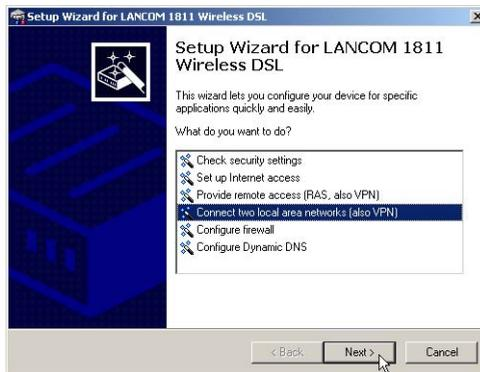 Setup Wizard for LANCOM 1811 Wireless DSL
Setup Wizard for LANCOM 1811
Wireless DSL
This wizard lets you configure your device for specific
applications quickly and easily.
What do you want to do?
Check security settings
Set up Internet access
Provide remote access (RAS, also VPN)
Connect two local area networks (also VPN)
Configure firewall
Configure Dynamic DNS
< Back
Next >
Cancel